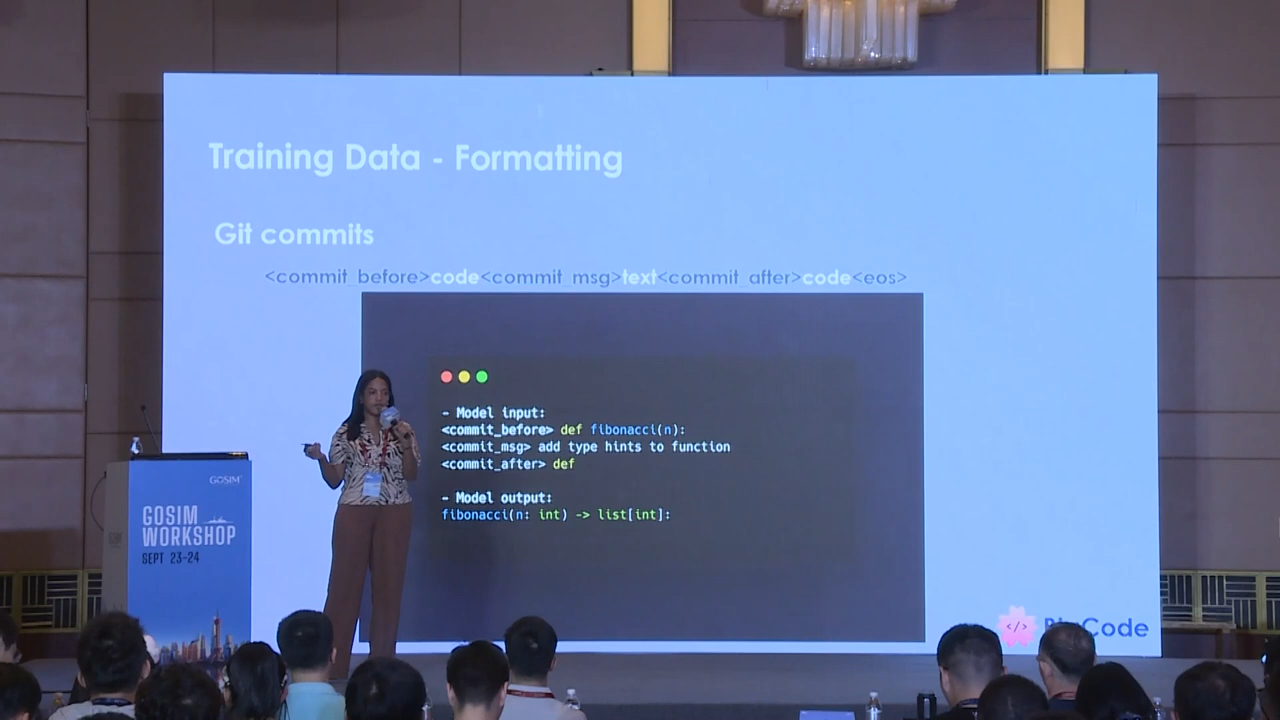 Training Data - Formatting
Git commits
<commit_before>code<commit_msg>text<commit_after>code<eos>
- Model input:
<commit_before> def fibonacci(n):
<commit_msg> add type hints to function
<commit_after> def
- Model output:
fibonacci(n: int) -> list[int]:
GOSIM
GOSIM
WORKSHOP
SEPT 23-24
</> Code